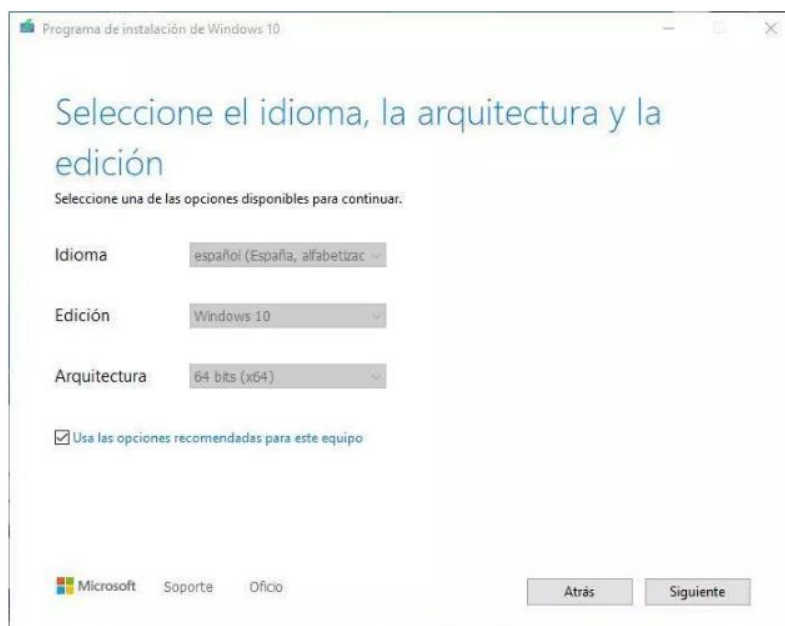 Programa de instalación de Windows 10
Seleccione el idioma, la arquitectura y la
edición
Seleccione una de las opciones disponibles para continuar.
Idioma español (España, alfabetizac
Edición Windows 10
Arquitectura 64 bits (x64)
Usa las opciones recomendadas para este equipo
Microsoft Soporte Oficio Atrás Siguiente